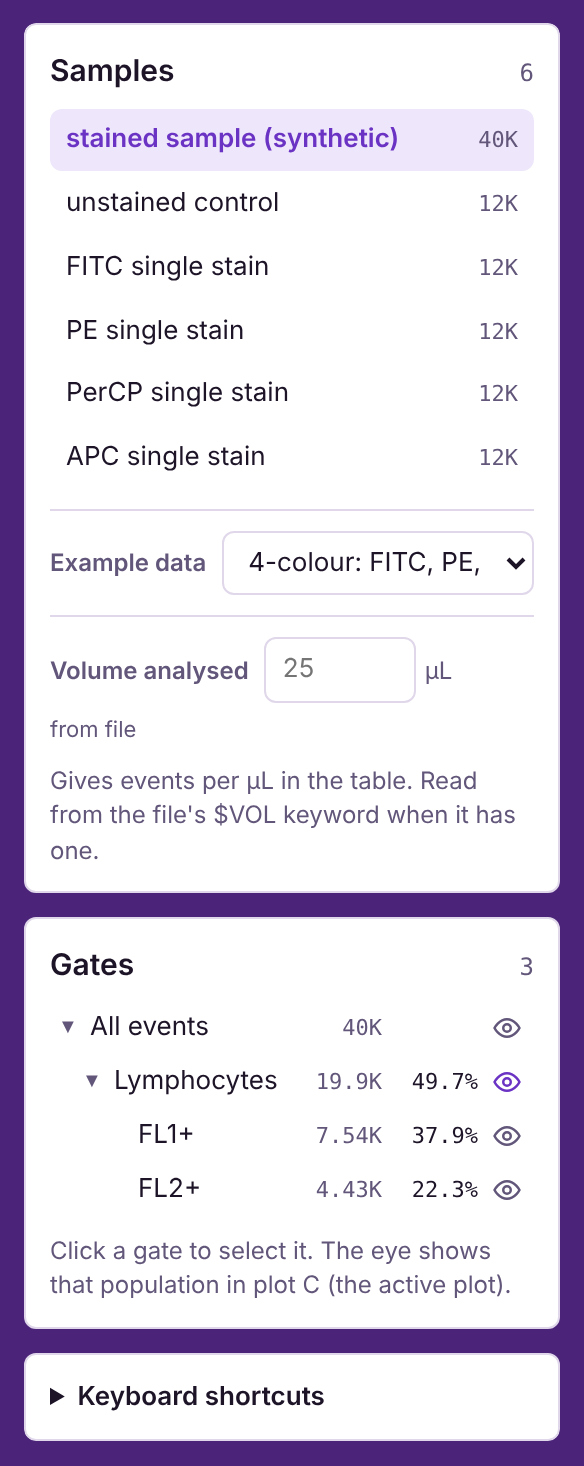 Samples 6
stained sample (synthetic) 40K
unstained control 12K
FITC single stain 12K
PE single stain 12K
PerCP single stain 12K
APC single stain 12K
Example data 4-colour: FITC, PE,
Volume analysed 25 µL
from file
Gives events per µL in the table. Read
from the file's $VOL keyword when it has
one.
Gates 3
▼ All events 40K
▼ Lymphocytes 19.9K 49.7%
FL1+ 7.54K 37.9%
FL2+ 4.43K 22.3%
Click a gate to select it. The eye shows
that population in plot C (the active plot).
▶ Keyboard shortcuts